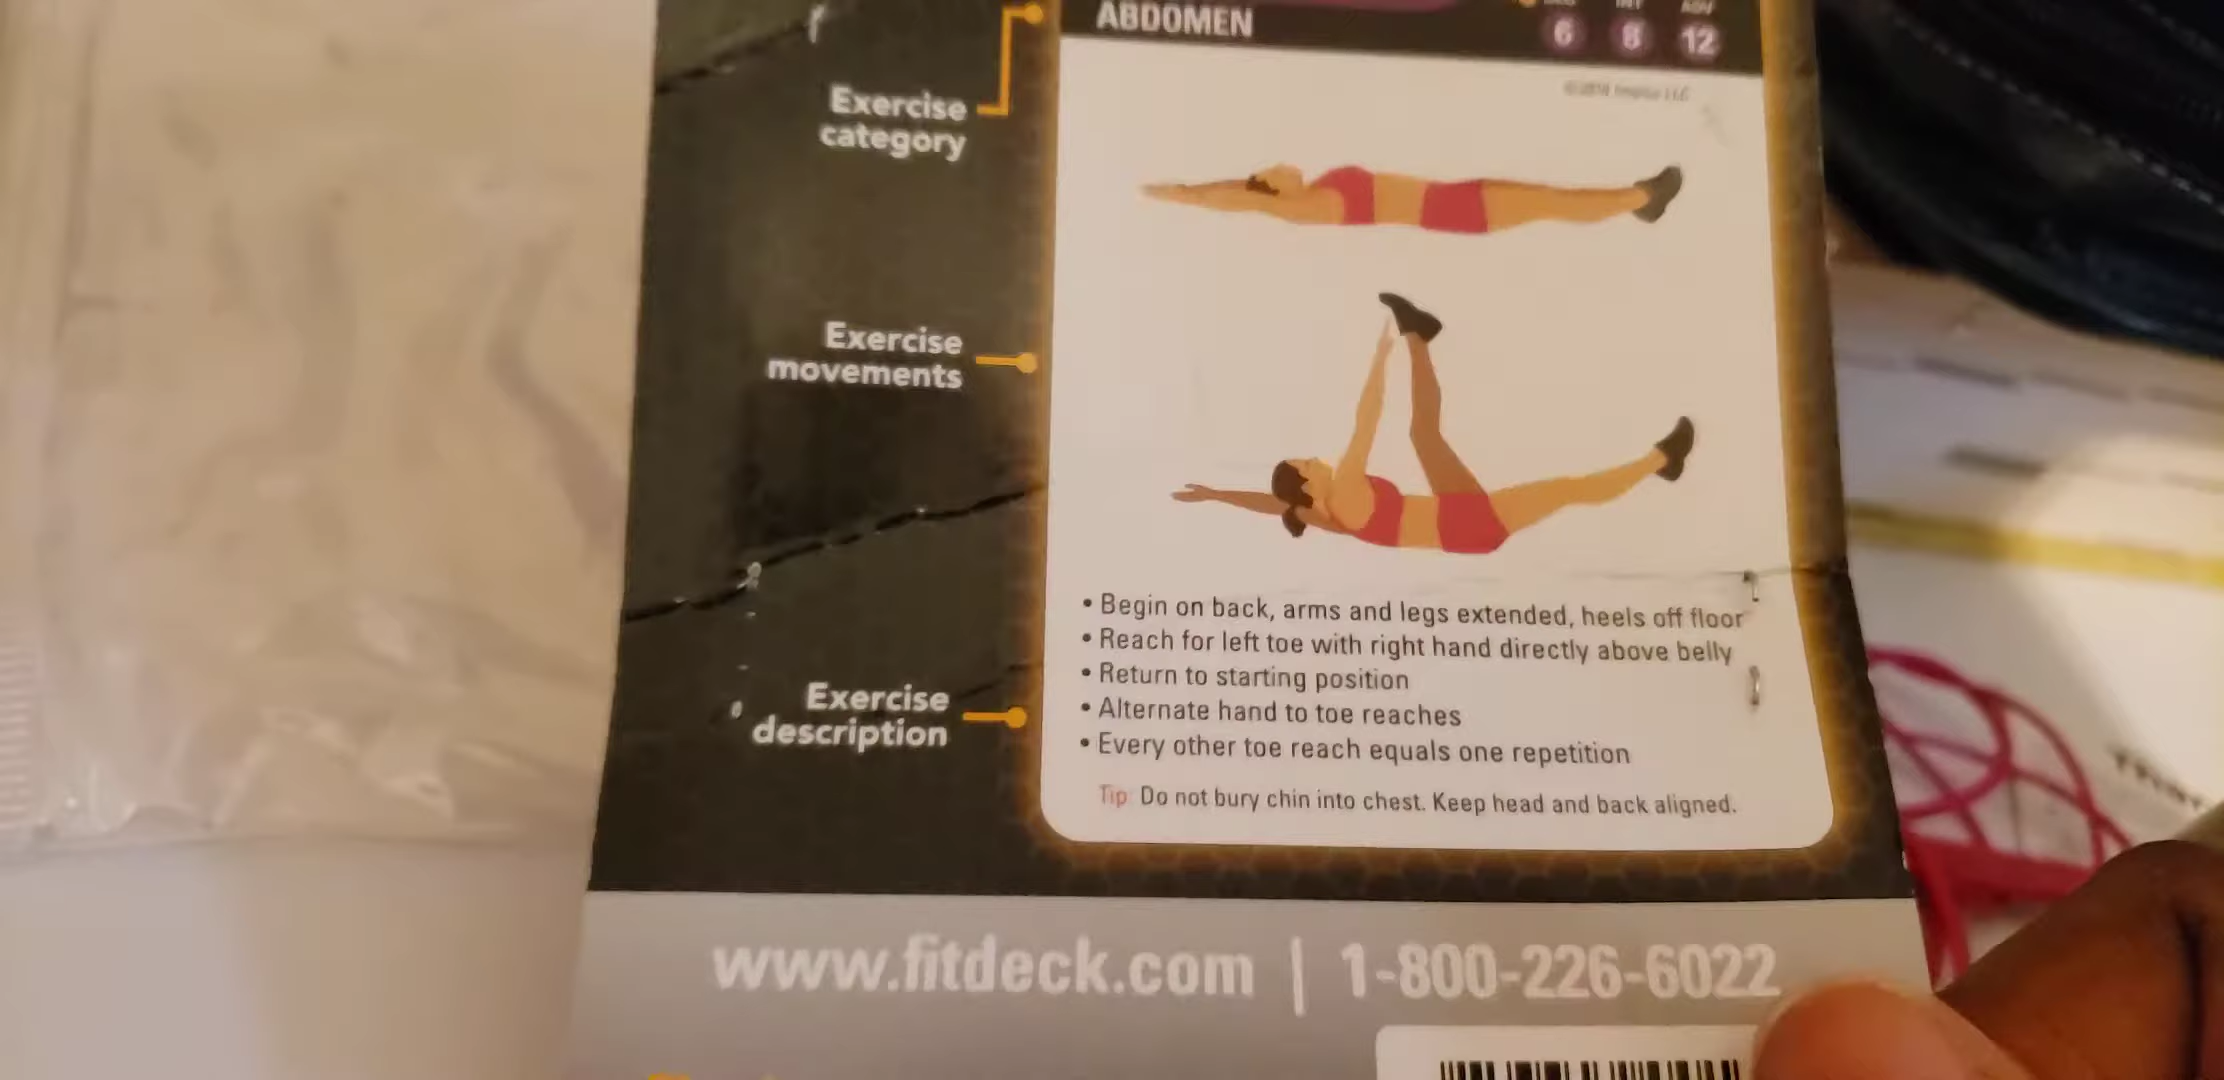 ABDOMEN
6 8 12
Exercise
category
Exercise
movements
• Begin on back, arms and legs extended, heels off floor
• Reach for left toe with right hand directly above belly
• Return to starting position
• Alternate hand to toe reaches
• Every other toe reach equals one repetition
Exercise
description
Tip: Do not bury chin into chest. Keep head and back aligned.
www.fitdeck.com | 1-800-226-6022